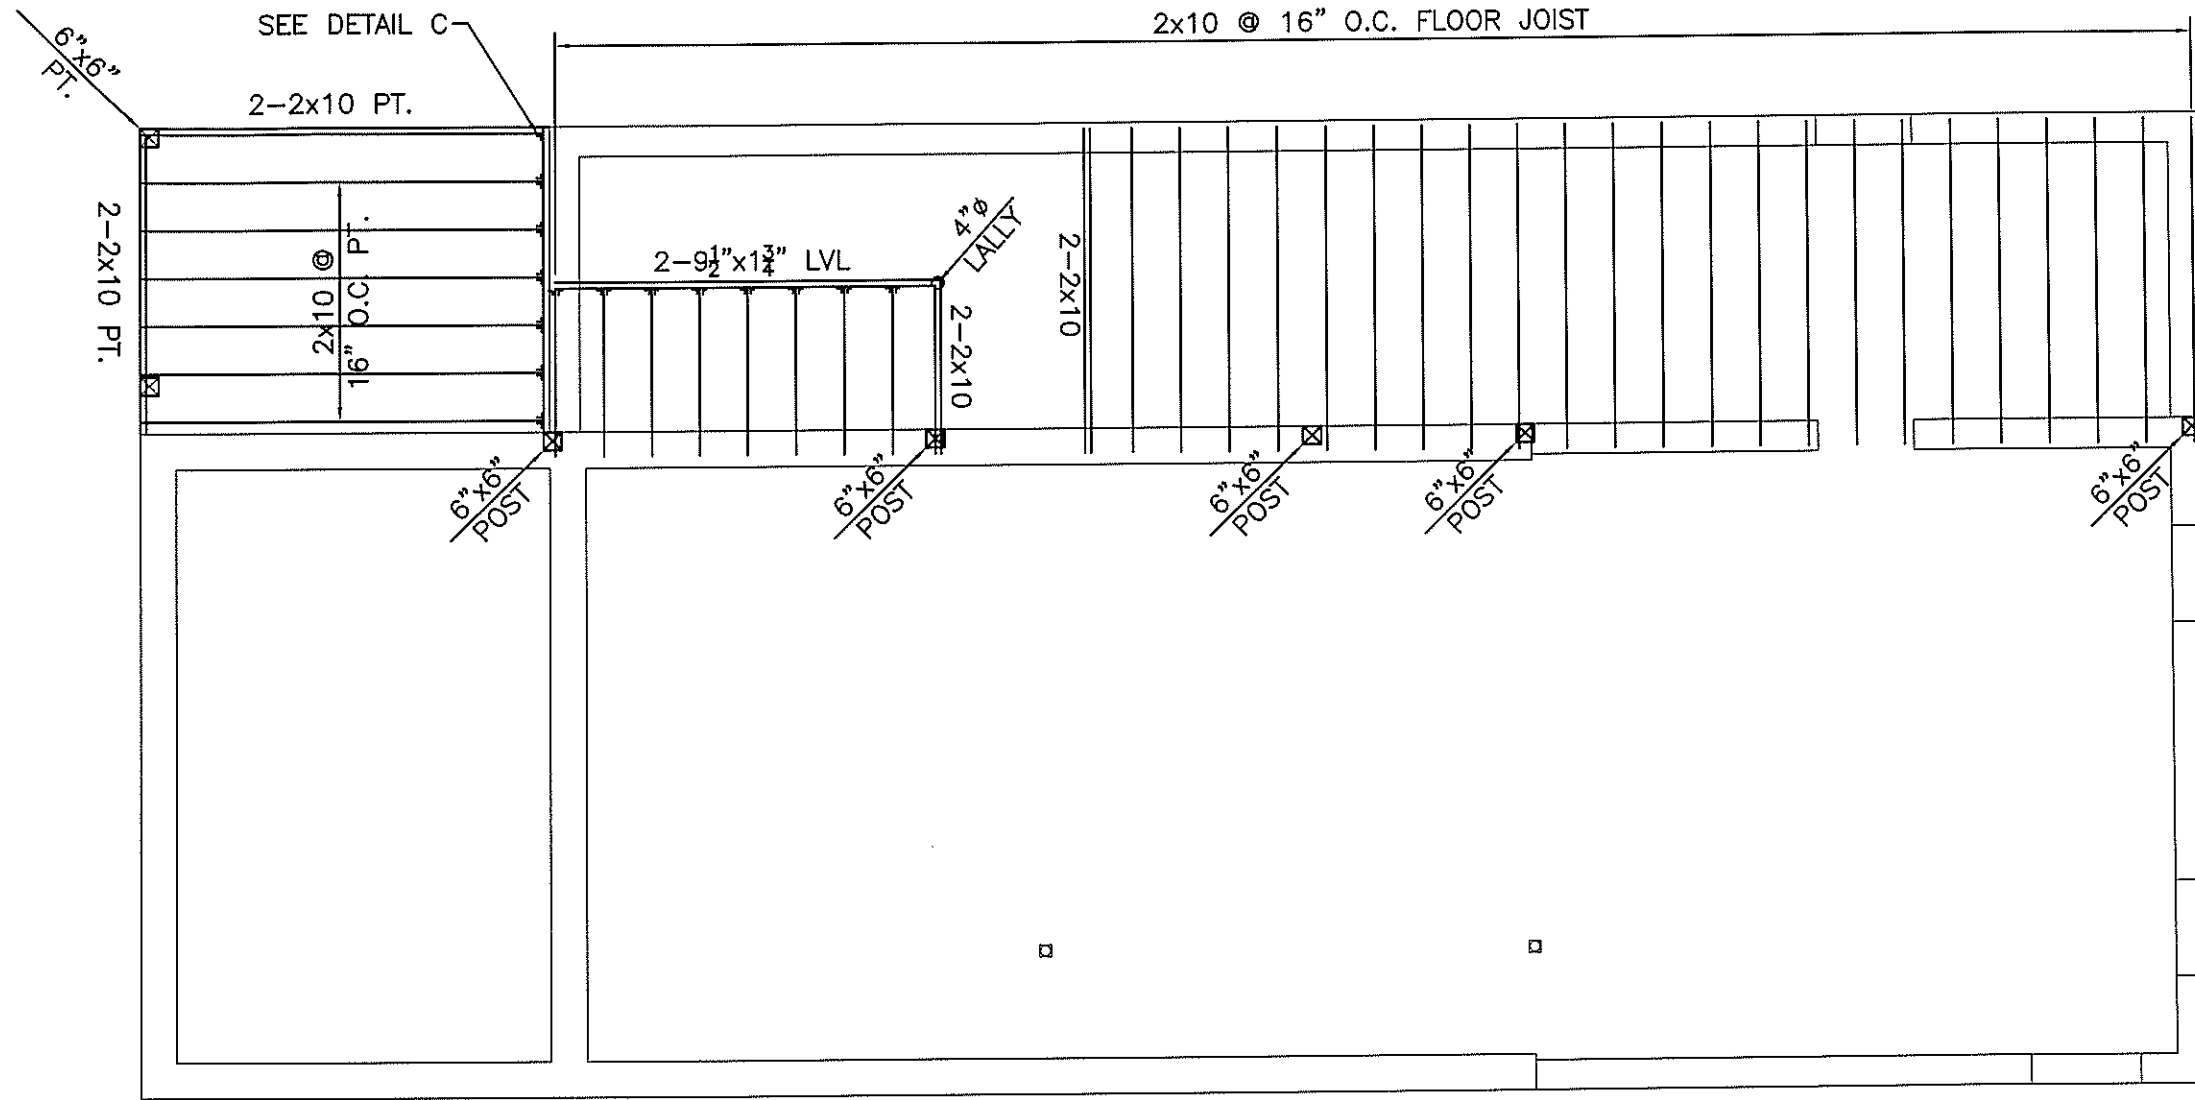 SEE DETAIL C
2x10 @ 16" O.C. FLOOR JOIST
6"x6"
PT.
2-2x10 PT.
2-2x10 PT.
2x10 @
16" O.C. PT.
2-9½"x1¾" LVL
4"φ
LALLY
2-2x10
2-2x10
6"x6"
POST
6"x6"
POST
6"x6"
POST
6"x6"
POST
6"x6"
POST